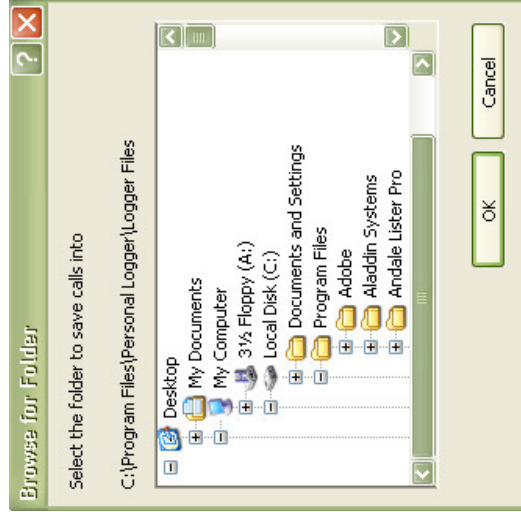 Browse for Folder
Select the folder to save calls into
C:\Program Files\Personal Logger\Logger Files
Desktop
My Documents
My Computer
3½ Floppy (A:)
Local Disk (C:)
Documents and Settings
Program Files
Adobe
Aladdin Systems
Andale Lister Pro
OK
Cancel